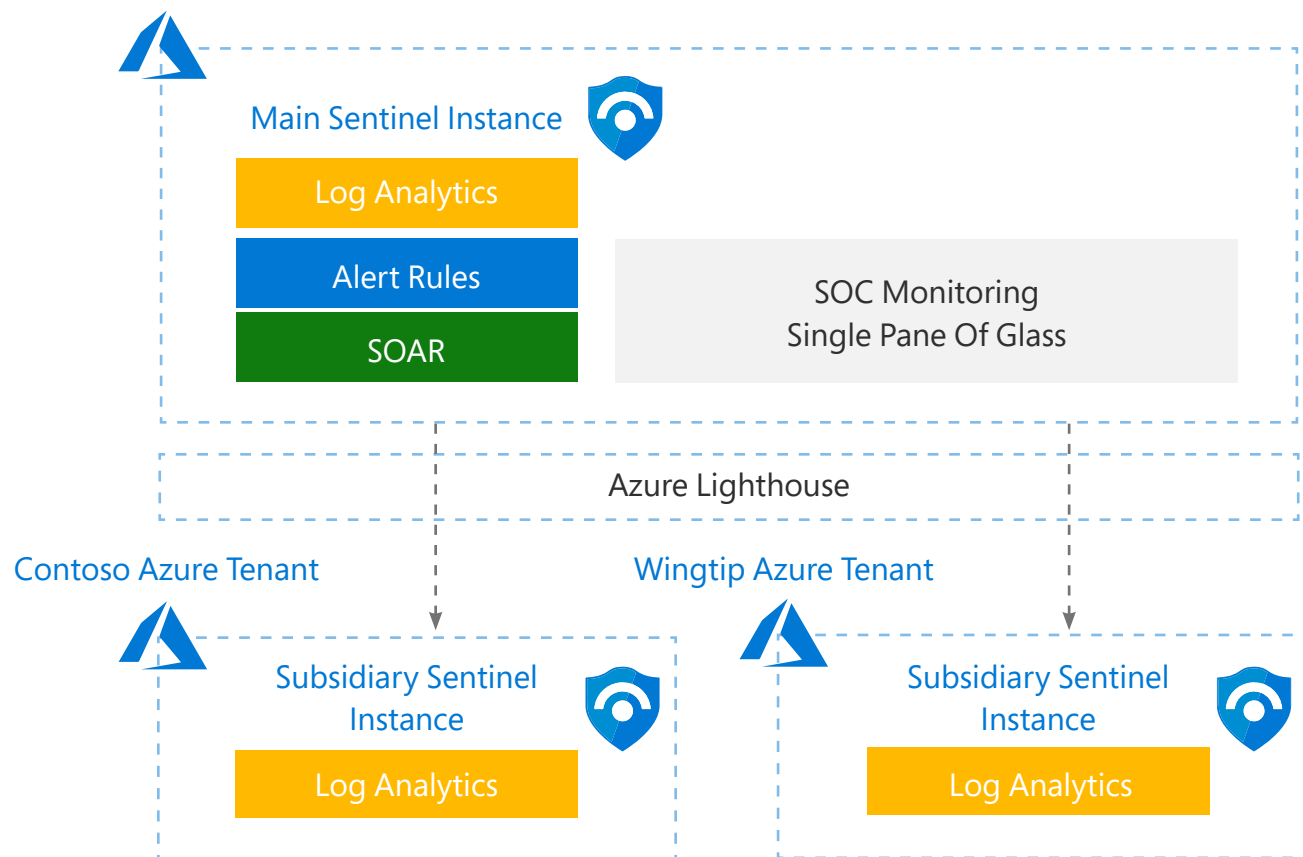 Main Sentinel Instance
Log Analytics
Alert Rules
SOAR
SOC Monitoring
Single Pane Of Glass
Azure Lighthouse
Contoso Azure Tenant
Wingtip Azure Tenant
Subsidiary Sentinel
Instance
Log Analytics
Subsidiary Sentinel
Instance
Log Analytics